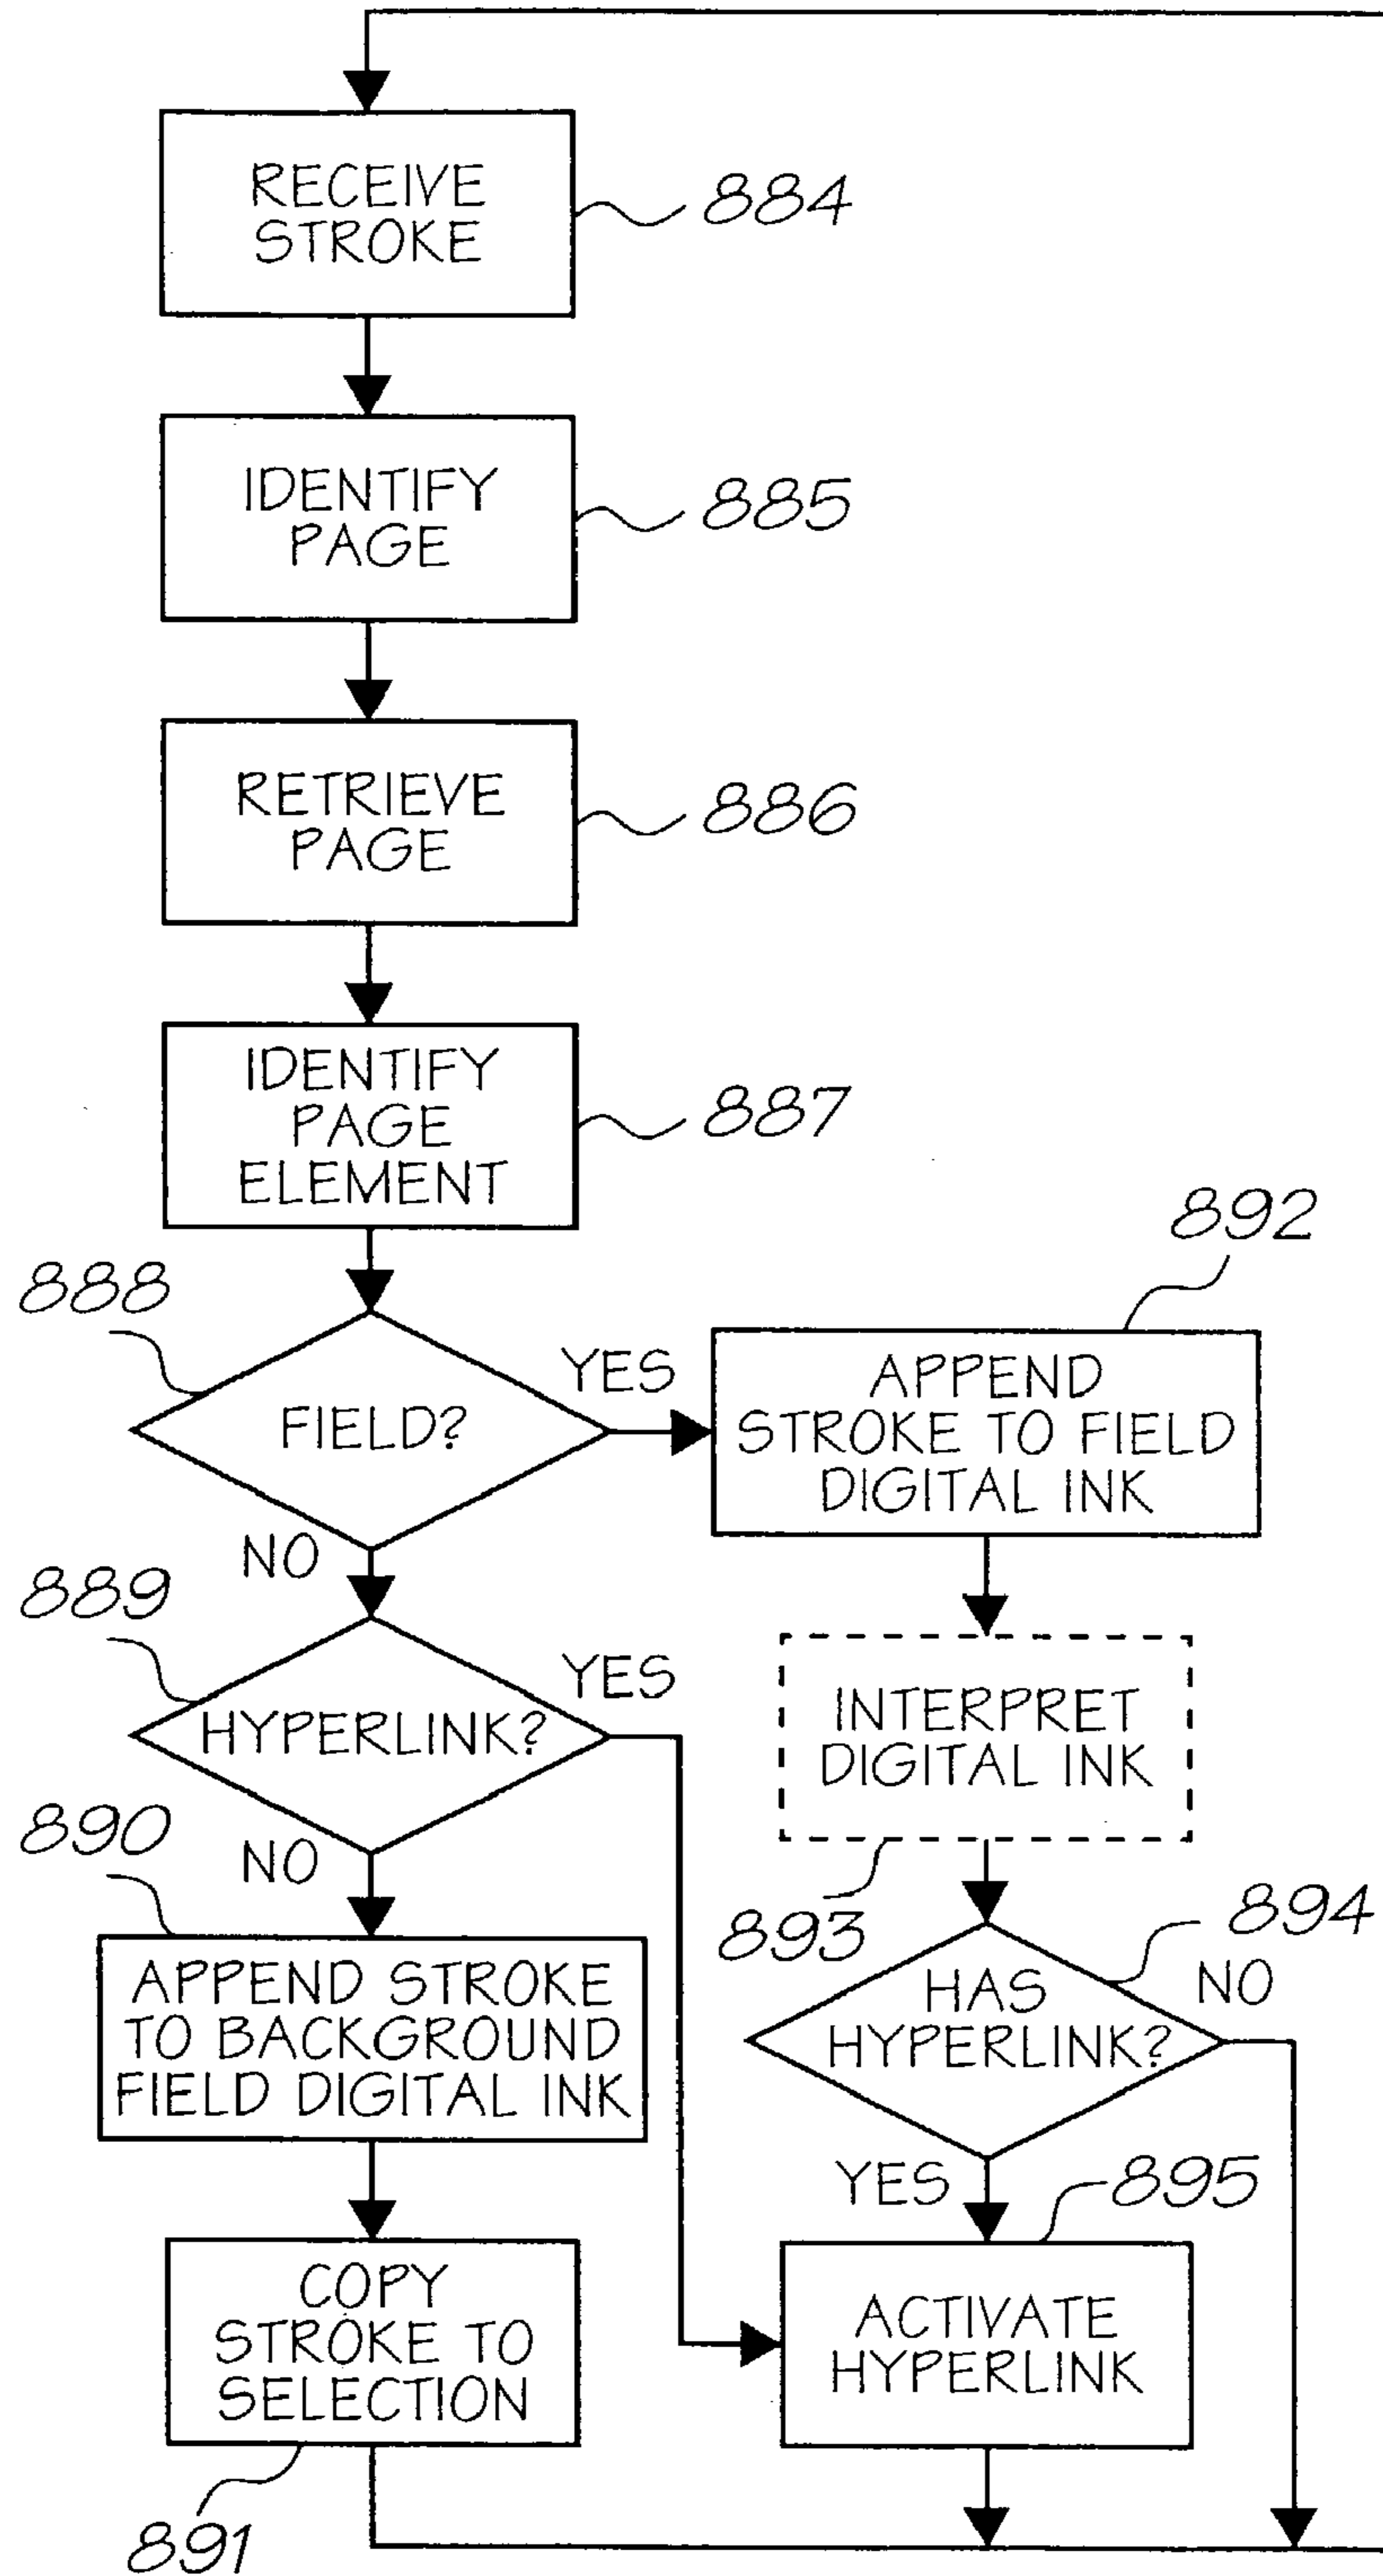 RECEIVE
STROKE
884
IDENTIFY
PAGE
885
RETRIEVE
PAGE
886
IDENTIFY
PAGE
ELEMENT
887
888
FIELD?
YES
NO
892
APPEND
STROKE TO FIELD
DIGITAL INK
889
HYPERLINK?
YES
NO
INTERPRET
DIGITAL INK
893
890
APPEND STROKE
TO BACKGROUND
FIELD DIGITAL INK
894
HAS
HYPERLINK?
NO
YES
895
COPY
STROKE TO
SELECTION
891
ACTIVATE
HYPERLINK